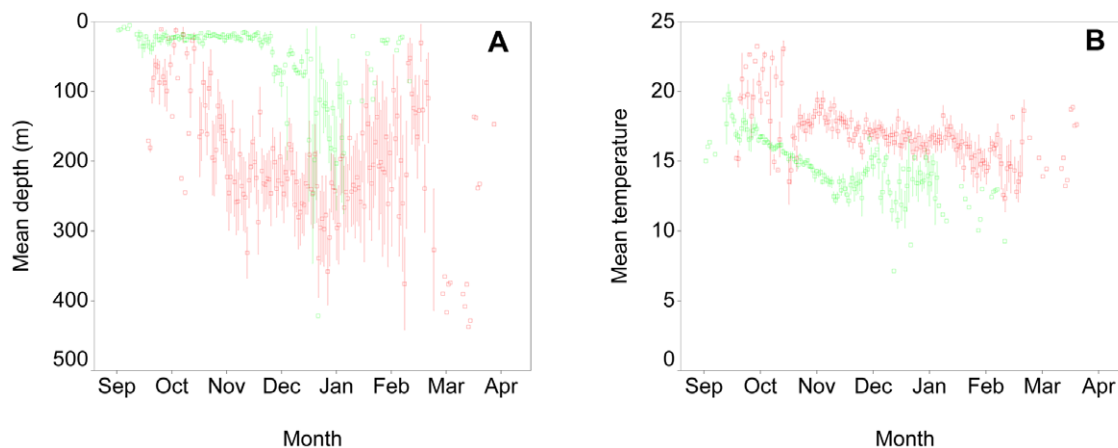 A
Mean depth (m)
0
100
200
300
400
500
Sep Oct Nov Dec Jan Feb Mar Apr
Month
B
Mean temperature
25
20
15
10
5
0
Sep Oct Nov Dec Jan Feb Mar Apr
Month